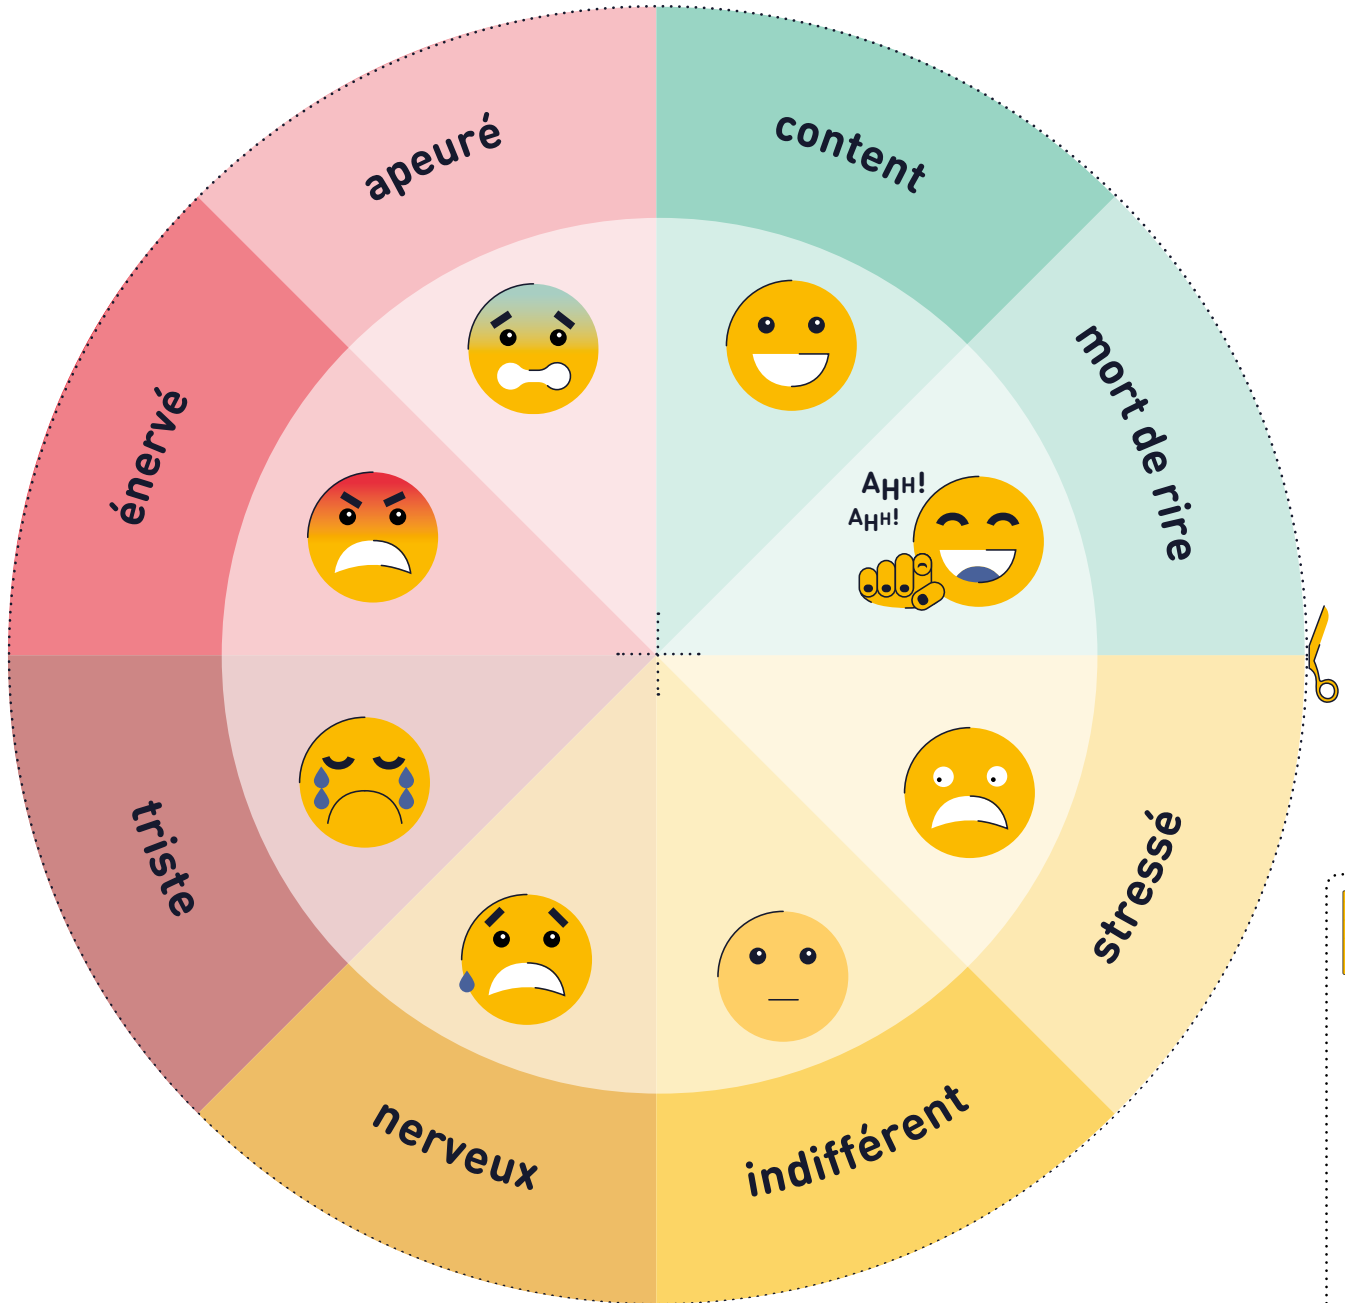 apeuré
content
énervé
mort de rire
AHH!
AHH!
triste
stressé
nerveux
indifférent